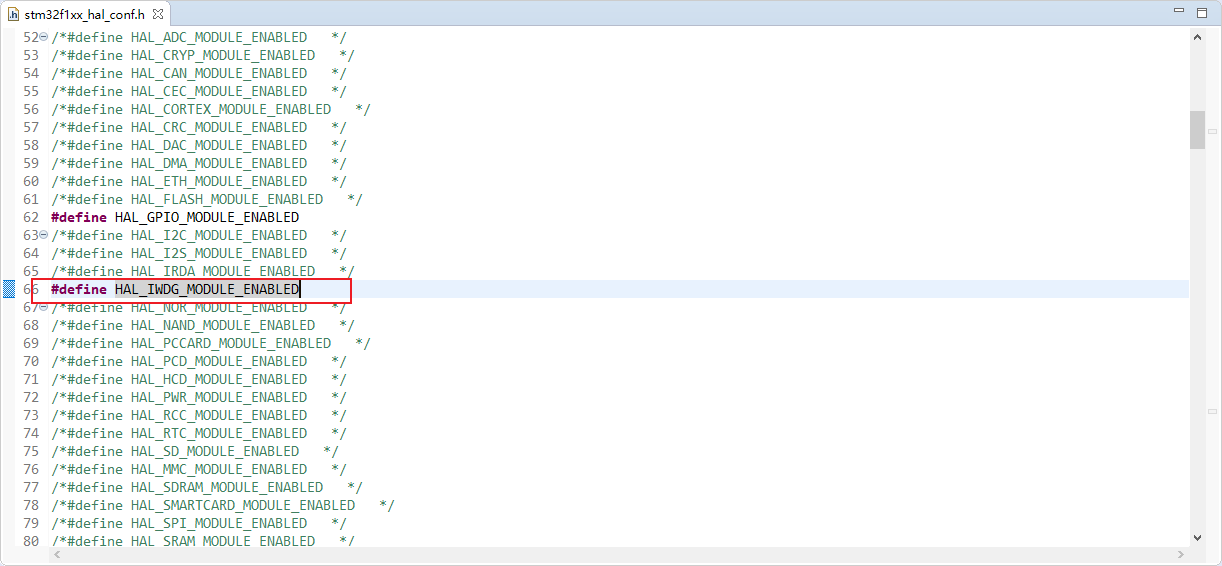 stm32f1xx_hal_conf.h
52 /*#define HAL_ADC_MODULE_ENABLED   */
53 /*#define HAL_CRYP_MODULE_ENABLED   */
54 /*#define HAL_CAN_MODULE_ENABLED   */
55 /*#define HAL_CEC_MODULE_ENABLED   */
56 /*#define HAL_CORTEX_MODULE_ENABLED   */
57 /*#define HAL_CRC_MODULE_ENABLED   */
58 /*#define HAL_DAC_MODULE_ENABLED   */
59 /*#define HAL_DMA_MODULE_ENABLED   */
60 /*#define HAL_ETH_MODULE_ENABLED   */
61 /*#define HAL_FLASH_MODULE_ENABLED   */
62 #define HAL_GPIO_MODULE_ENABLED
63 /*#define HAL_I2C_MODULE_ENABLED   */
64 /*#define HAL_I2S_MODULE_ENABLED   */
65 /*#define HAL_IRDA_MODULE_ENABLED   */
66 #define HAL_IWDG_MODULE_ENABLED
67 /*#define HAL_NOR_MODULE_ENABLED   */
68 /*#define HAL_NAND_MODULE_ENABLED   */
69 /*#define HAL_PCCARD_MODULE_ENABLED   */
70 /*#define HAL_PCD_MODULE_ENABLED   */
71 /*#define HAL_HCD_MODULE_ENABLED   */
72 /*#define HAL_PWR_MODULE_ENABLED   */
73 /*#define HAL_RCC_MODULE_ENABLED   */
74 /*#define HAL_RTC_MODULE_ENABLED   */
75 /*#define HAL_SD_MODULE_ENABLED   */
76 /*#define HAL_MMC_MODULE_ENABLED   */
77 /*#define HAL_SDRAM_MODULE_ENABLED   */
78 /*#define HAL_SMARTCARD_MODULE_ENABLED   */
79 /*#define HAL_SPI_MODULE_ENABLED   */
80 /*#define HAL_SRAM_MODULE_ENABLED   */